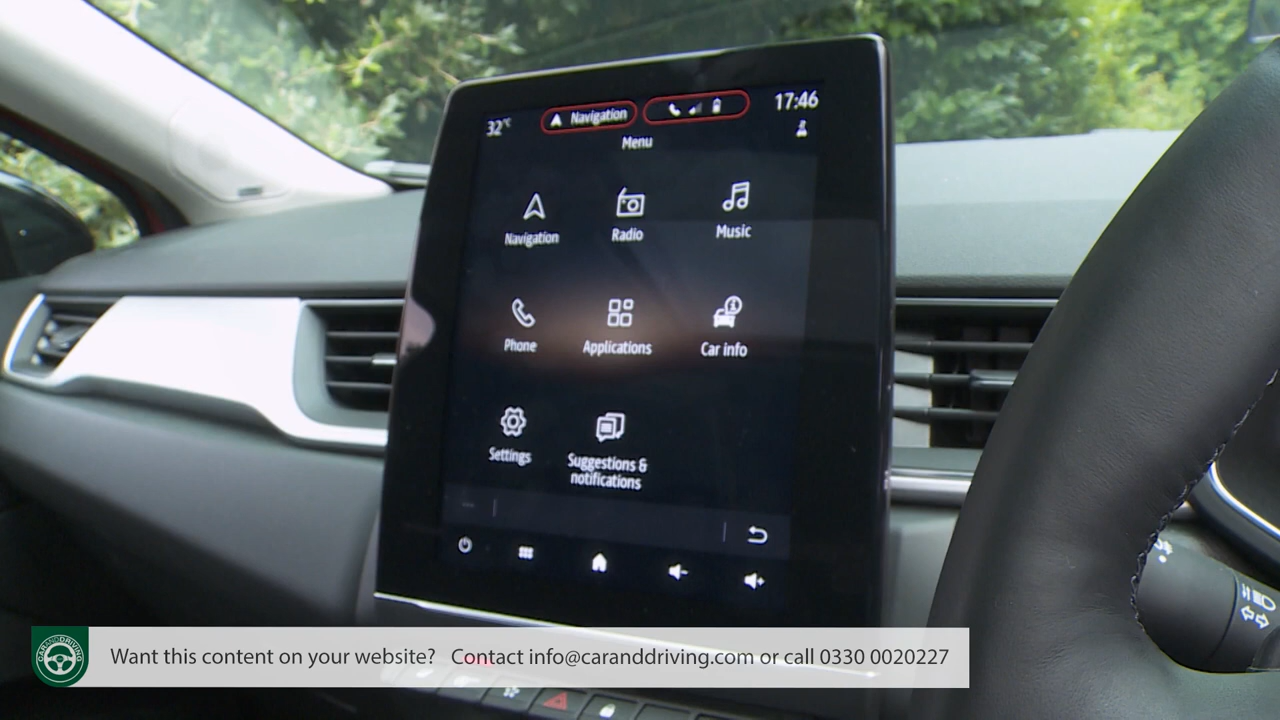 32°C
Navigation
17:46
Menu
Navigation
Radio
Music
Phone
Applications
Car info
Settings
Suggestions &
notifications
CARANDDRIVING
Want this content on your website? Contact info@caranddriving.com or call 0330 0020227